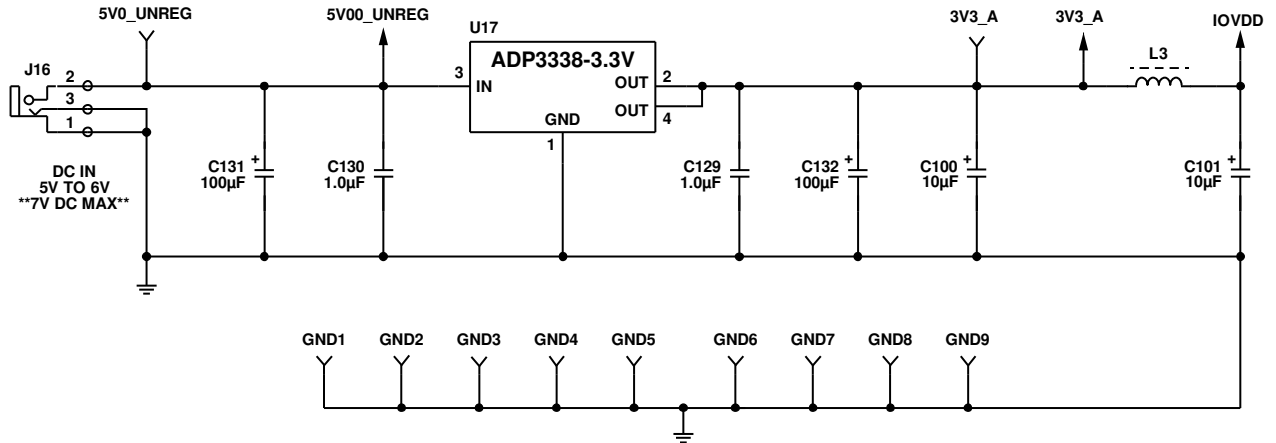 5V0_UNREG
5V00_UNREG
3V3_A
3V3_A
IOVDD
U17
J16
L3
ADP3338-3.3V
2
3
1
3
IN
OUT
2
OUT
4
GND
1
DC IN
5V TO 6V
**7V DC MAX**
C131
100µF
+
C130
1.0µF
C129
1.0µF
C132
100µF
+
C100
10µF
+
C101
10µF
+
GND1
GND2
GND3
GND4
GND5
GND6
GND7
GND8
GND9